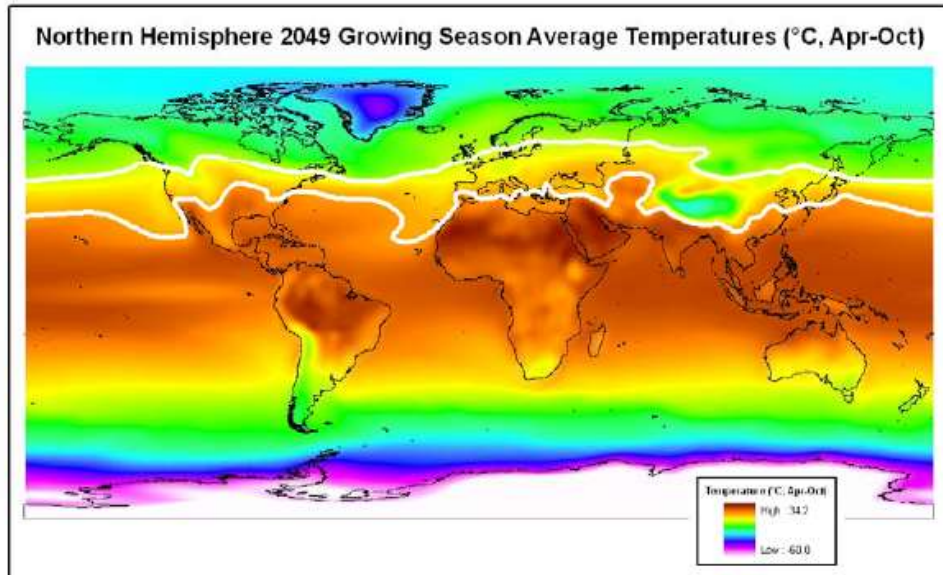 Northern Hemisphere 2049 Growing Season Average Temperatures (°C, Apr-Oct)
Temperature (°C, Apr-Oct)
High : 34.2
Low : -60.0